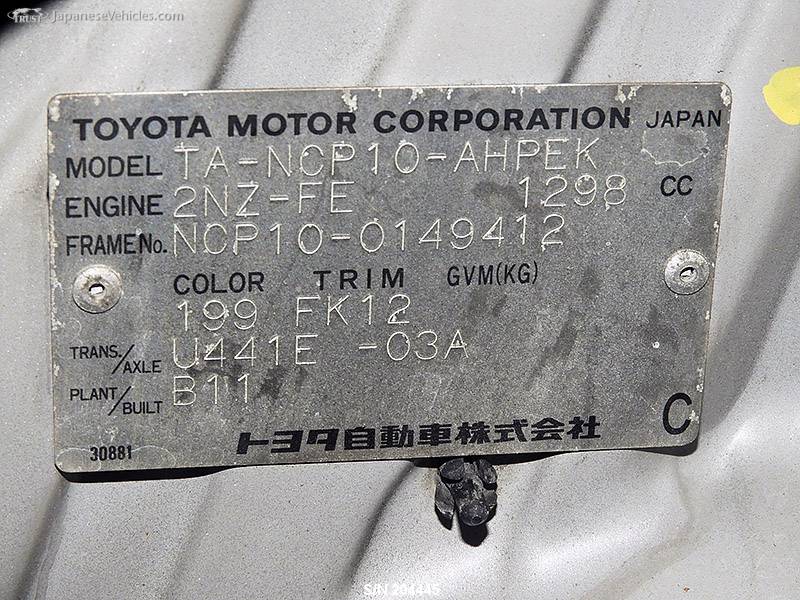 TRUST JapaneseVehicles.com
TOYOTA MOTOR CORPORATION JAPAN
MODEL TA-NCP10-AHPEK
ENGINE 2NZ-FE 1298 CC
FRAMENo. NCP10-0149412
COLOR TRIM GVM(KG)
199 FK12
TRANS./AXLE U441E -03A
PLANT/BUILT B11
30881 トヨタ自動車株式会社 C
S/N 204445